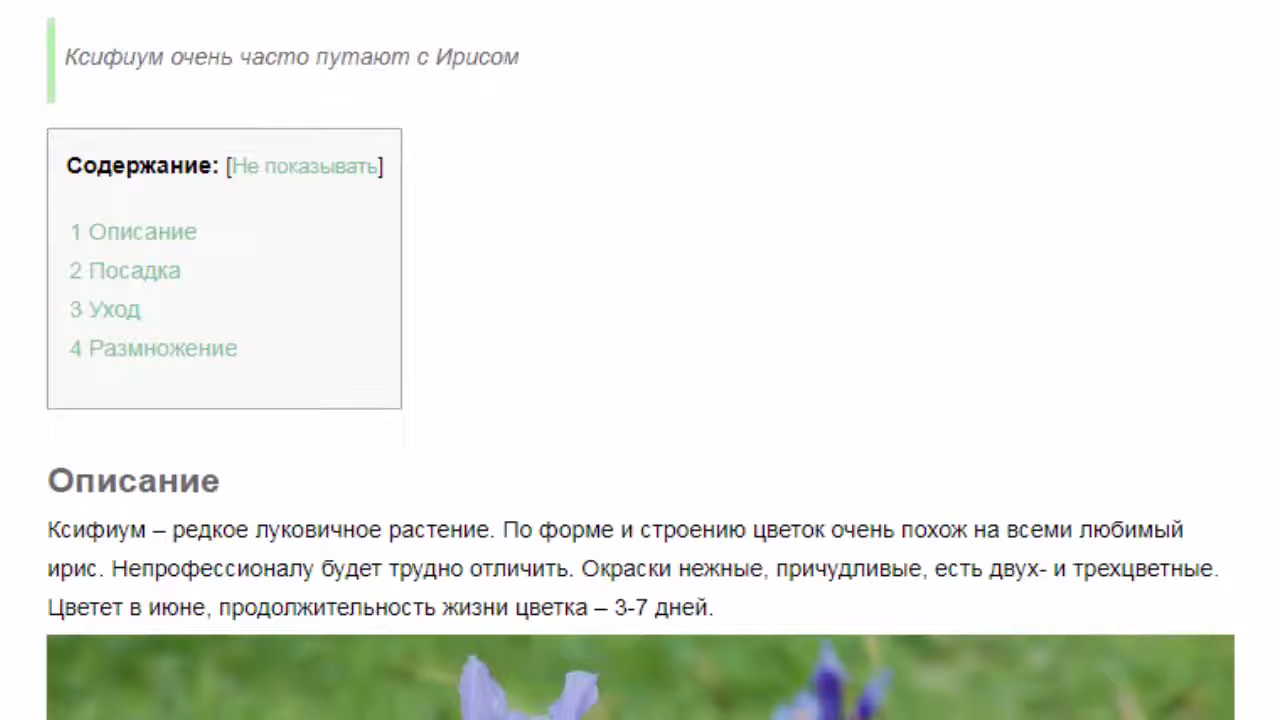 Ксифиум очень часто путают с Ирисом
Содержание: [Не показывать]
1 Описание
2 Посадка
3 Уход
4 Размножение
Описание
Ксифиум – редкое луковичное растение. По форме и строению цветок очень похож на всеми любимый
ирис. Непрофессионалу будет трудно отличить. Окраски нежные, причудливые, есть двух- и трехцветные.
Цветет в июне, продолжительность жизни цветка – 3-7 дней.